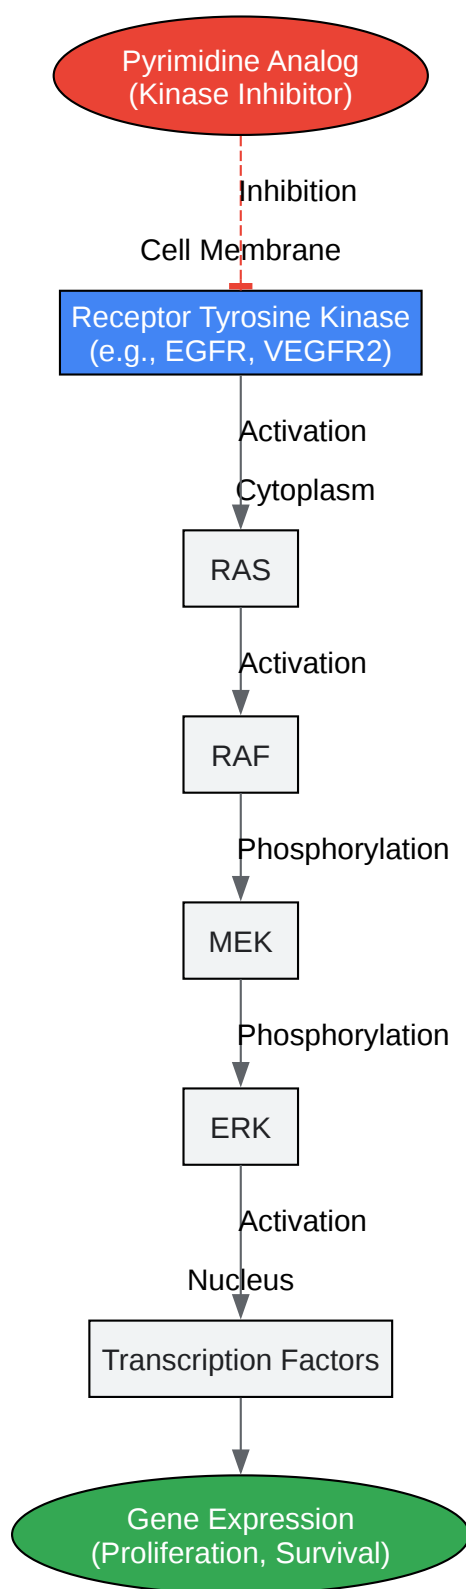 Pyrimidine Analog
(Kinase Inhibitor)
Inhibition
Cell Membrane
Receptor Tyrosine Kinase
(e.g., EGFR, VEGFR2)
Activation
Cytoplasm
RAS
Activation
RAF
Phosphorylation
MEK
Phosphorylation
ERK
Activation
Nucleus
Transcription Factors
Gene Expression
(Proliferation, Survival)